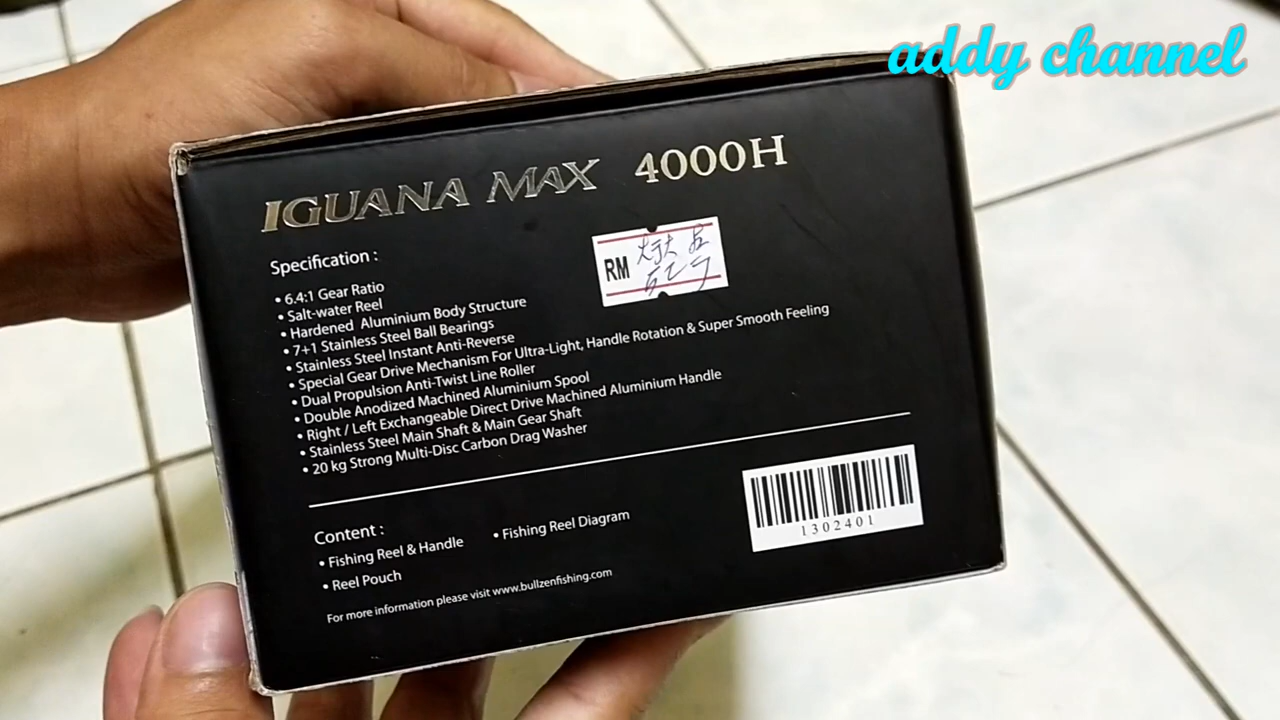 addy channel
IGUANA MAX 4000H
Specification :
• 6.4:1 Gear Ratio
• Salt-water Reel
• Hardened Aluminium Body Structure
• 7+1 Stainless Steel Ball Bearings
• Stainless Steel Instant Anti-Reverse
• Special Gear Drive Mechanism For Ultra-Light, Handle Rotation & Super Smooth Feeling
• Dual Propulsion Anti-Twist Line Roller
• Double Anodized Machined Aluminium Spool
• Right / Left Exchangeable Direct Drive Machined Aluminium Handle
• Stainless Steel Main Shaft & Main Gear Shaft
• 20 kg Strong Multi-Disc Carbon Drag Washer
RM
Content :
• Fishing Reel & Handle
• Fishing Reel Diagram
• Reel Pouch
For more information please visit www.bullzenfishing.com
1302401